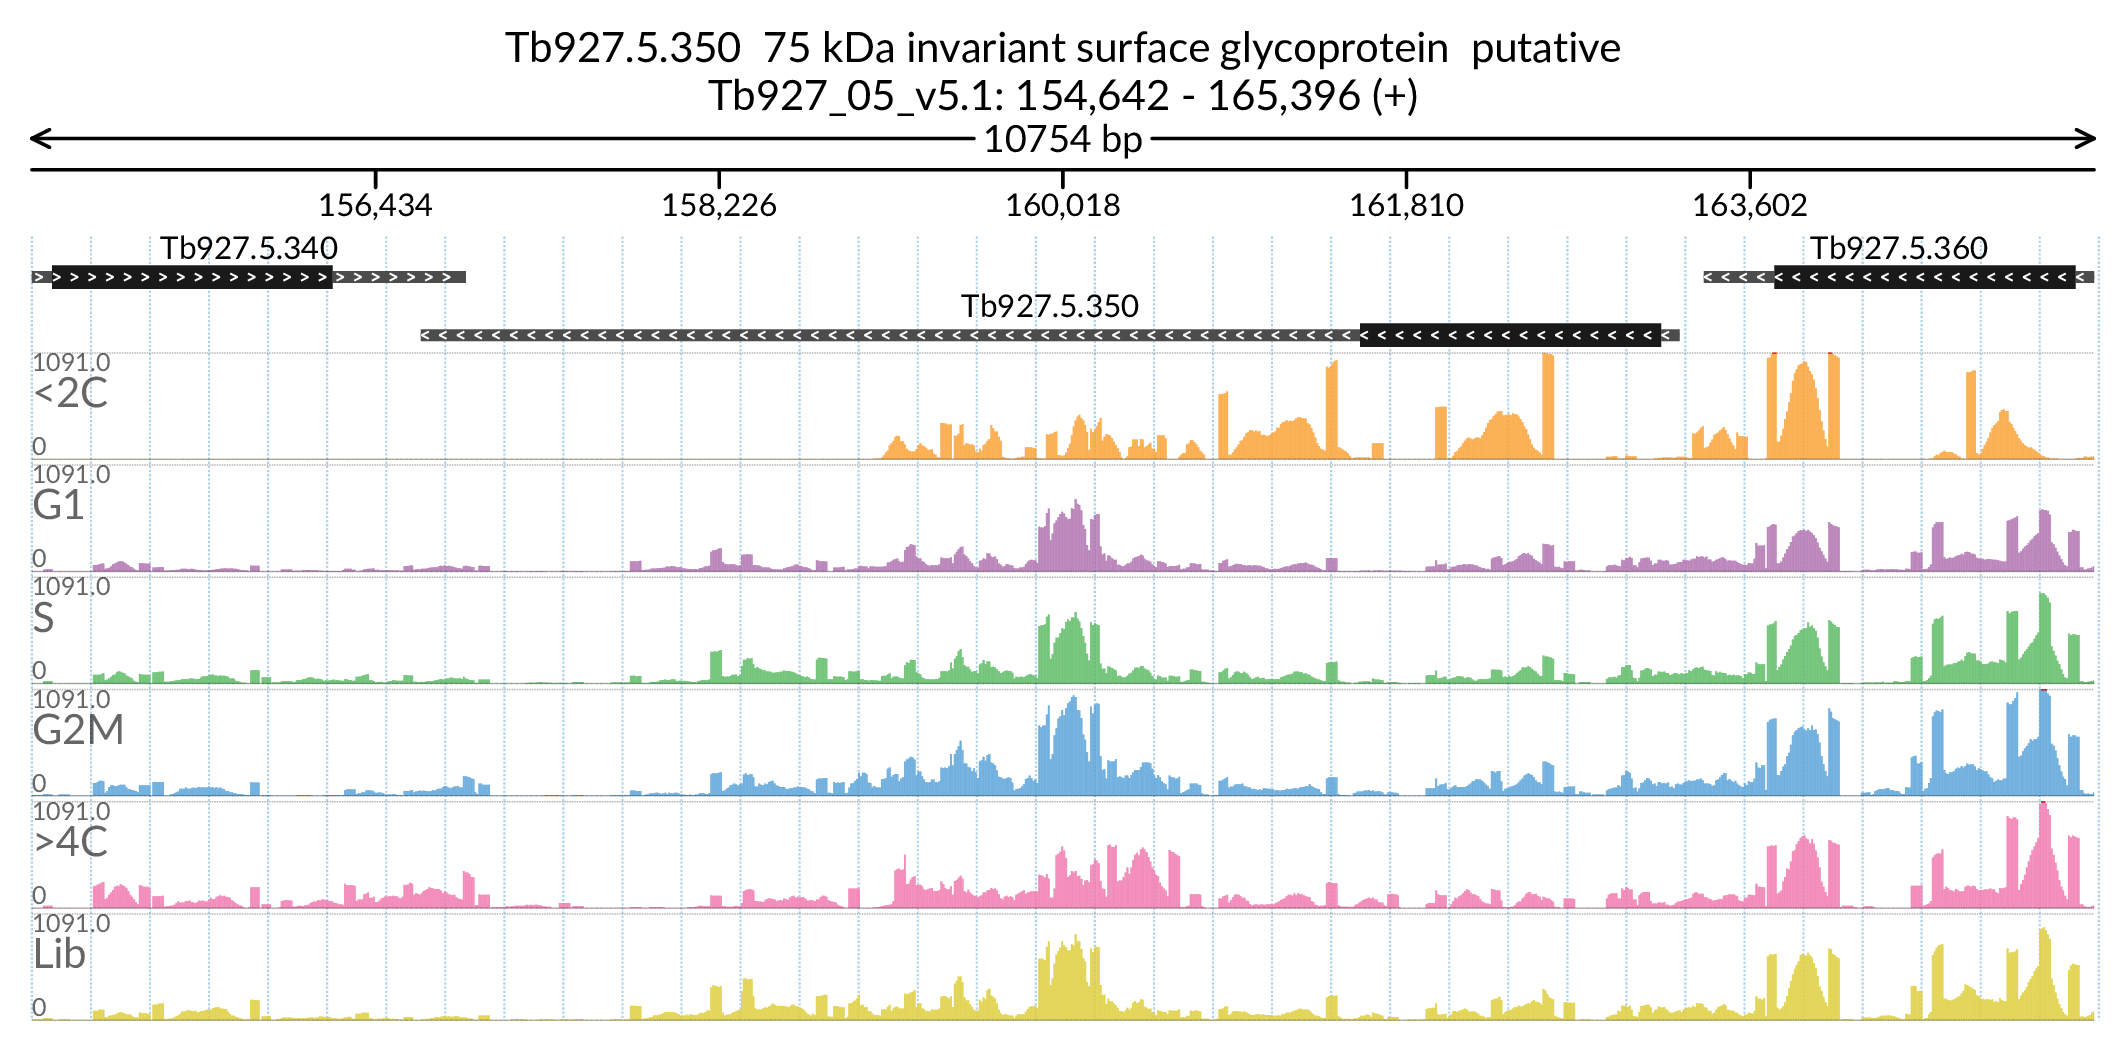 Tb927.5.350  75 kDa invariant surface glycoprotein  putative
Tb927_05_v5.1: 154,642 - 165,396 (+)
10754 bp
156,434 158,226 160,018 161,810 163,602
Tb927.5.340 Tb927.5.360
Tb927.5.350
1091.0
<2C
0
1091.0
G1
0
1091.0
S
0
1091.0
G2M
0
1091.0
>4C
0
1091.0
Lib
0